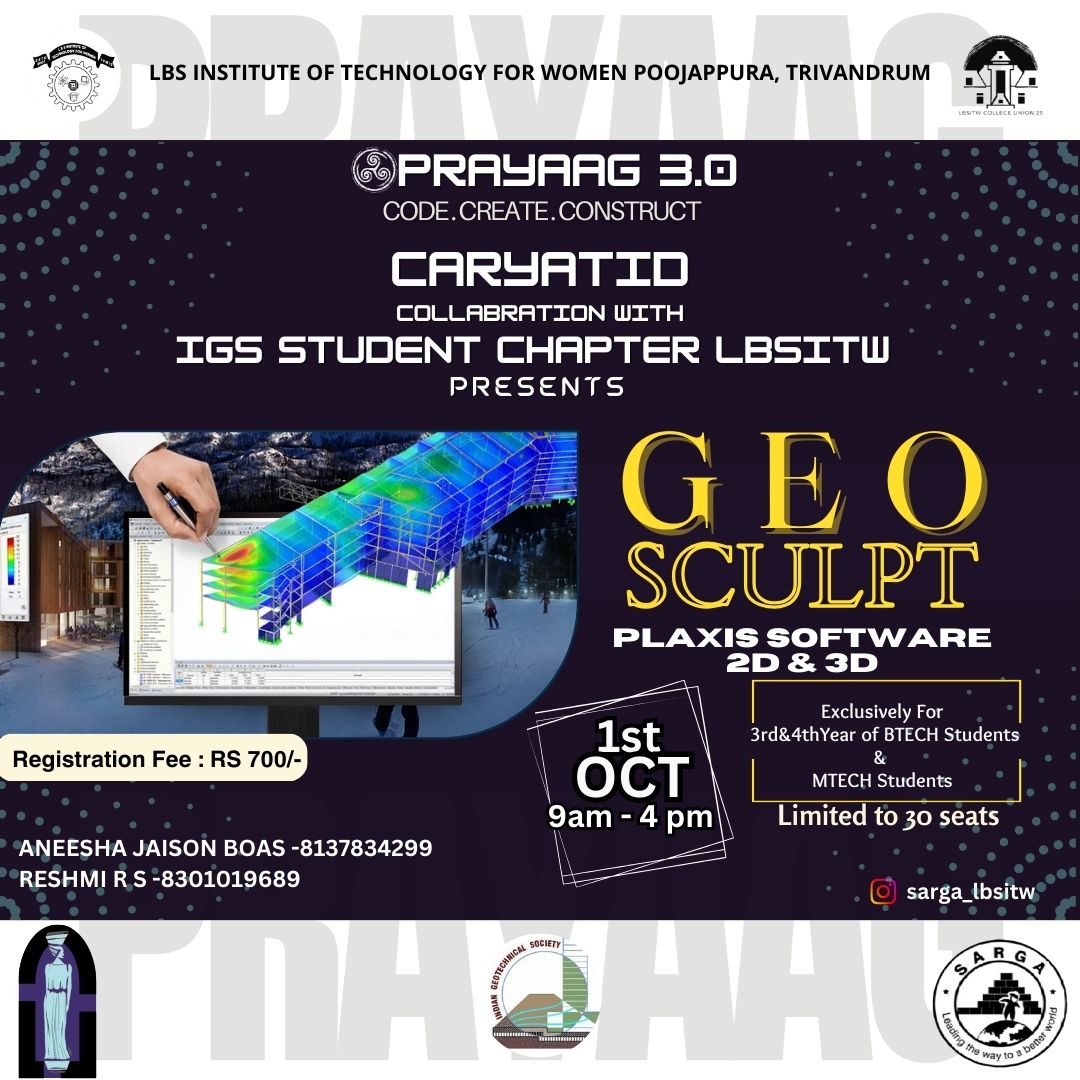 PRAYAAG
LBS INSTITUTE OF TECHNOLOGY FOR WOMEN POOJAPPURA, TRIVANDRUM
LBSITW COLLEGE UNION 23
PRAYAAG 3.0
CODE.CREATE.CONSTRUCT
CARYATID
COLLABRATION WITH
IGS STUDENT CHAPTER LBSITW
PRESENTS
GEO
SCULPT
PLAXIS SOFTWARE
2D & 3D
Exclusively For
3rd&4thYear of BTECH Students
&
MTECH Students
Limited to 30 seats
1st
OCT
9am - 4 pm
Registration Fee : RS 700/-
ANEESHA JAISON BOAS -8137834299
RESHMI R S -8301019689
sarga_lbsitw
PRAYAAG
INDIAN GEOTECHNICAL SOCIETY
SARGA
Leading the way to a better world